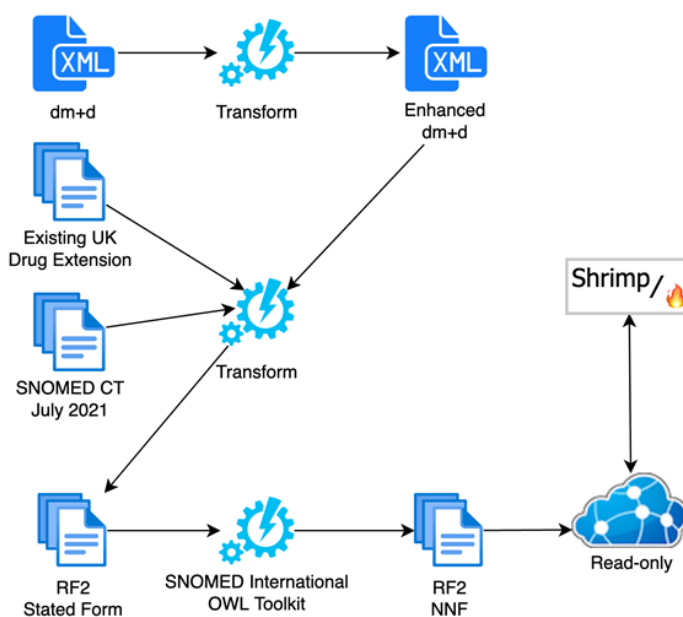 XML
XML
dm+d
Transform
Enhanced
dm+d
Existing UK
Drug Extension
Shrimp/🔥
SNOMED CT
July 2021
Transform
RF2
Stated Form
SNOMED International
OWL Toolkit
RF2
NNF
Read-only